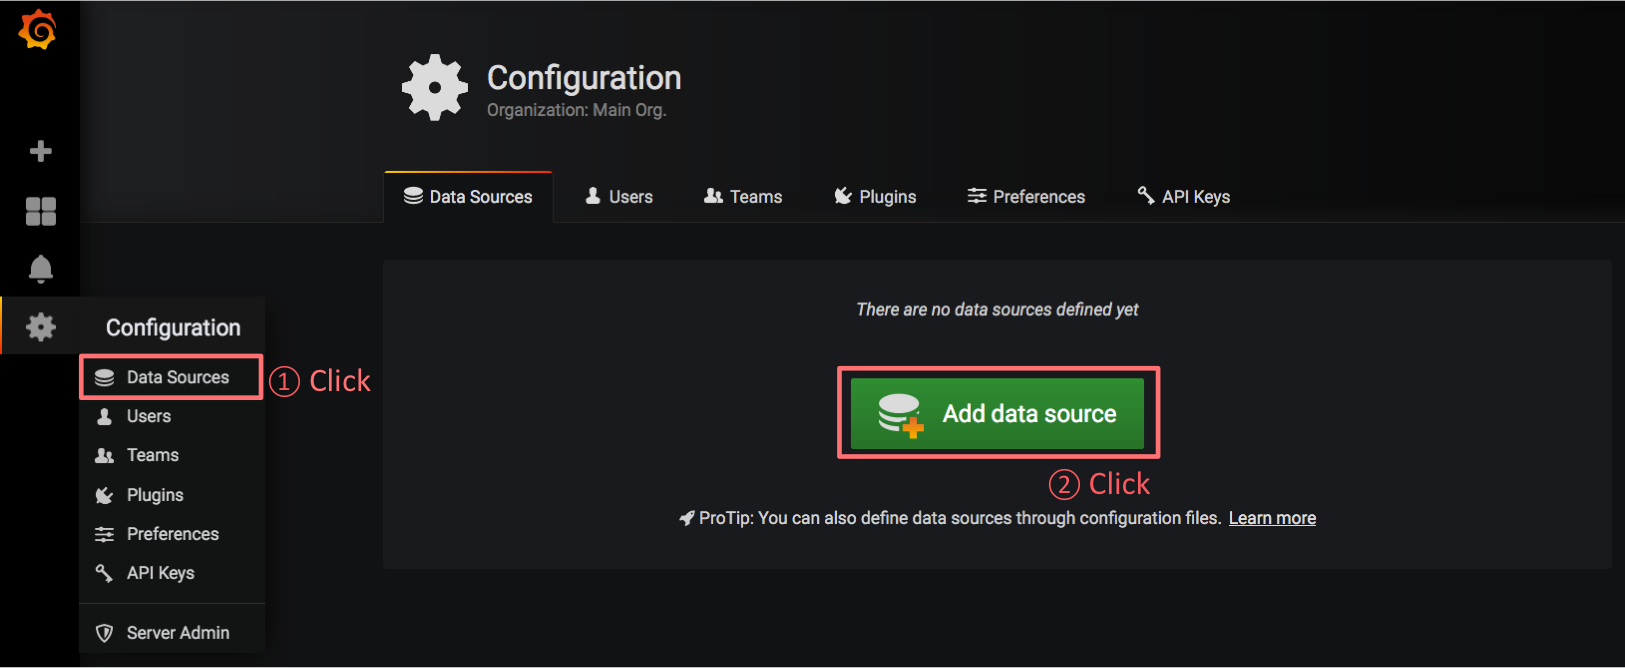 Configuration
Organization: Main Org.
Data Sources
Users
Teams
Plugins
Preferences
API Keys
There are no data sources defined yet
Configuration
Data Sources
① Click
Users
Teams
Plugins
Preferences
API Keys
Server Admin
Add data source
② Click
ProTip: You can also define data sources through configuration files. Learn more